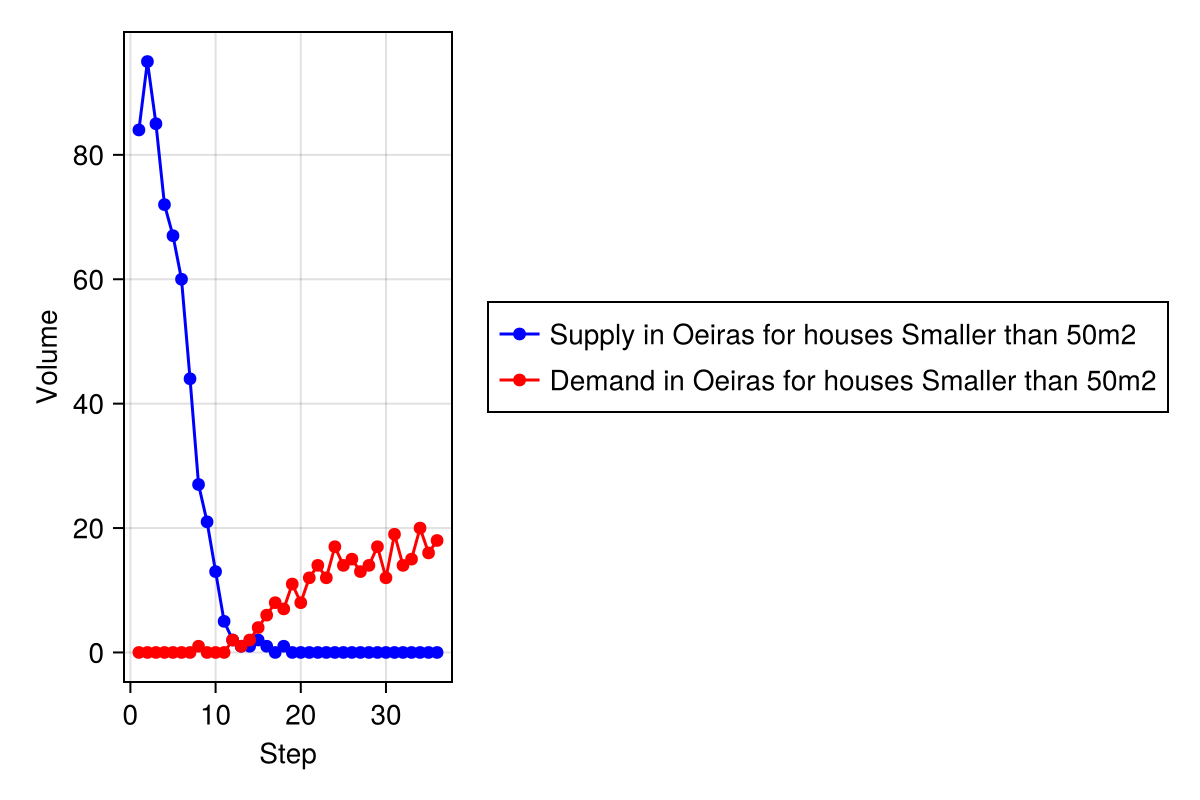 Volume
80
60
40
20
0
0 10 20 30
Step
Supply in Oeiras for houses Smaller than 50m2
Demand in Oeiras for houses Smaller than 50m2